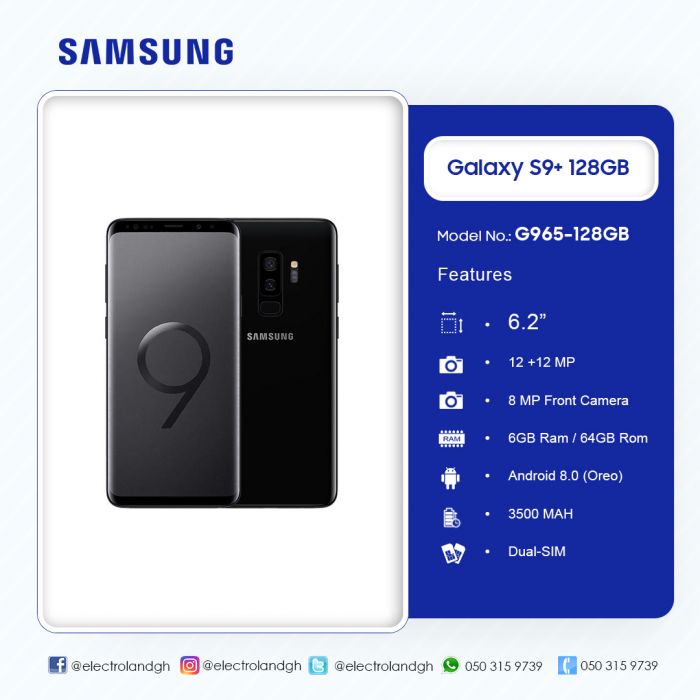 SAMSUNG
Galaxy S9+ 128GB
Model No.: G965-128GB
Features
• 6.2”
• 12 +12 MP
• 8 MP Front Camera
RAM • 6GB Ram / 64GB Rom
• Android 8.0 (Oreo)
• 3500 MAH
• Dual-SIM
9
SAMSUNG
@electrolandgh @electrolandgh @electrolandgh 050 315 9739 050 315 9739